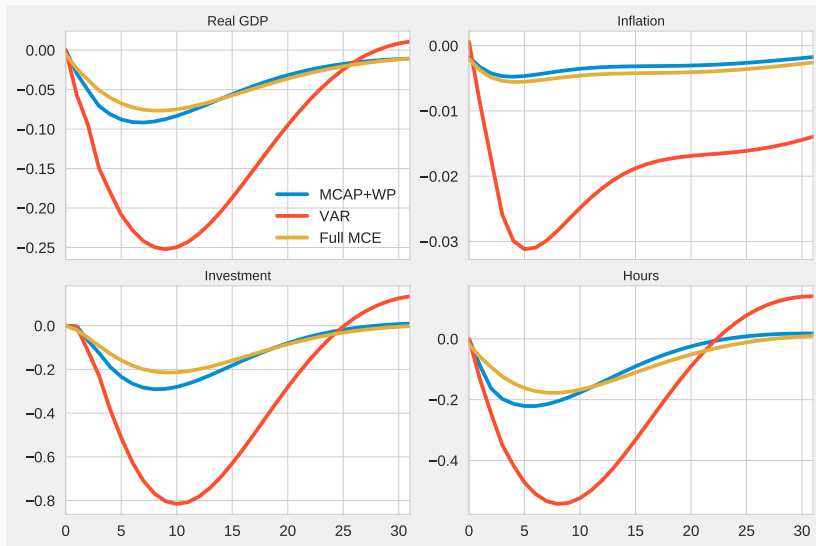 Real GDP
0.00
−0.05
−0.10
−0.15
−0.20
−0.25
MCAP+WP
VAR
Full MCE
Inflation
0.00
−0.01
−0.02
−0.03
Investment
0.0
−0.2
−0.4
−0.6
−0.8
0 5 10 15 20 25 30
Hours
0.0
−0.2
−0.4
0 5 10 15 20 25 30